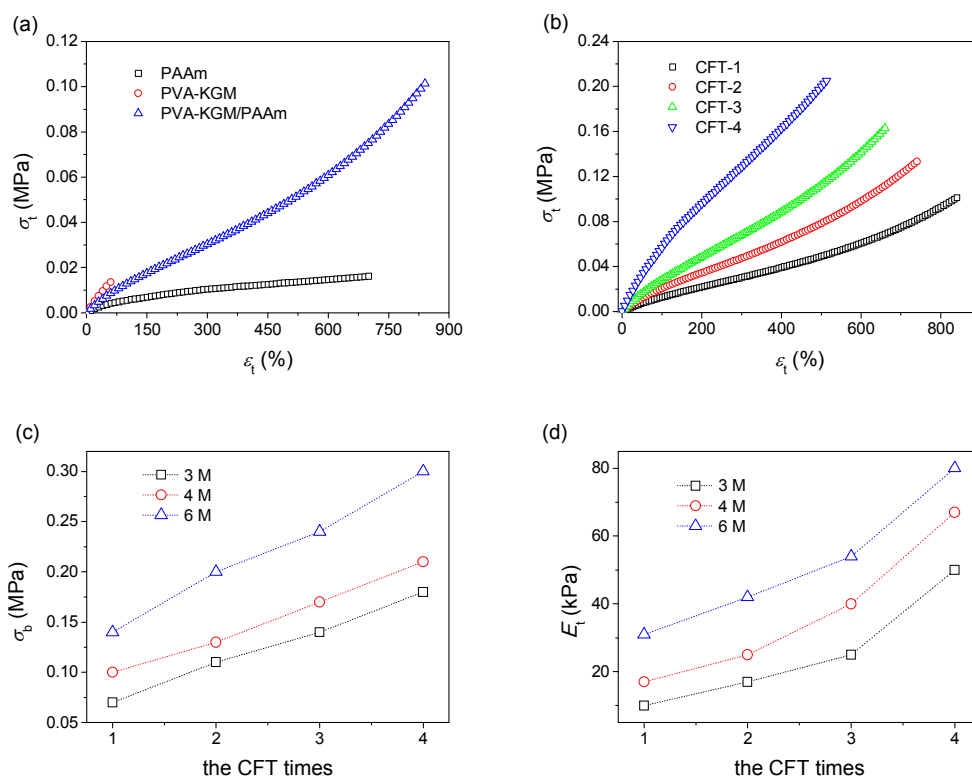 (a)
0.12
0.10
0.08
0.06
0.04
0.02
0.00
σt (MPa)
PAAm
PVA-KGM
PVA-KGM/PAAm
0 150 300 450 600 750 900
εt (%)
(b)
0.24
0.20
0.16
0.12
0.08
0.04
0.00
σt (MPa)
CFT-1
CFT-2
CFT-3
CFT-4
0 200 400 600 800
εt (%)
(c)
0.30
0.25
0.20
0.15
0.10
0.05
σb (MPa)
3 M
4 M
6 M
1 2 3 4
the CFT times
(d)
80
60
40
20
Et (kPa)
3 M
4 M
6 M
1 2 3 4
the CFT times